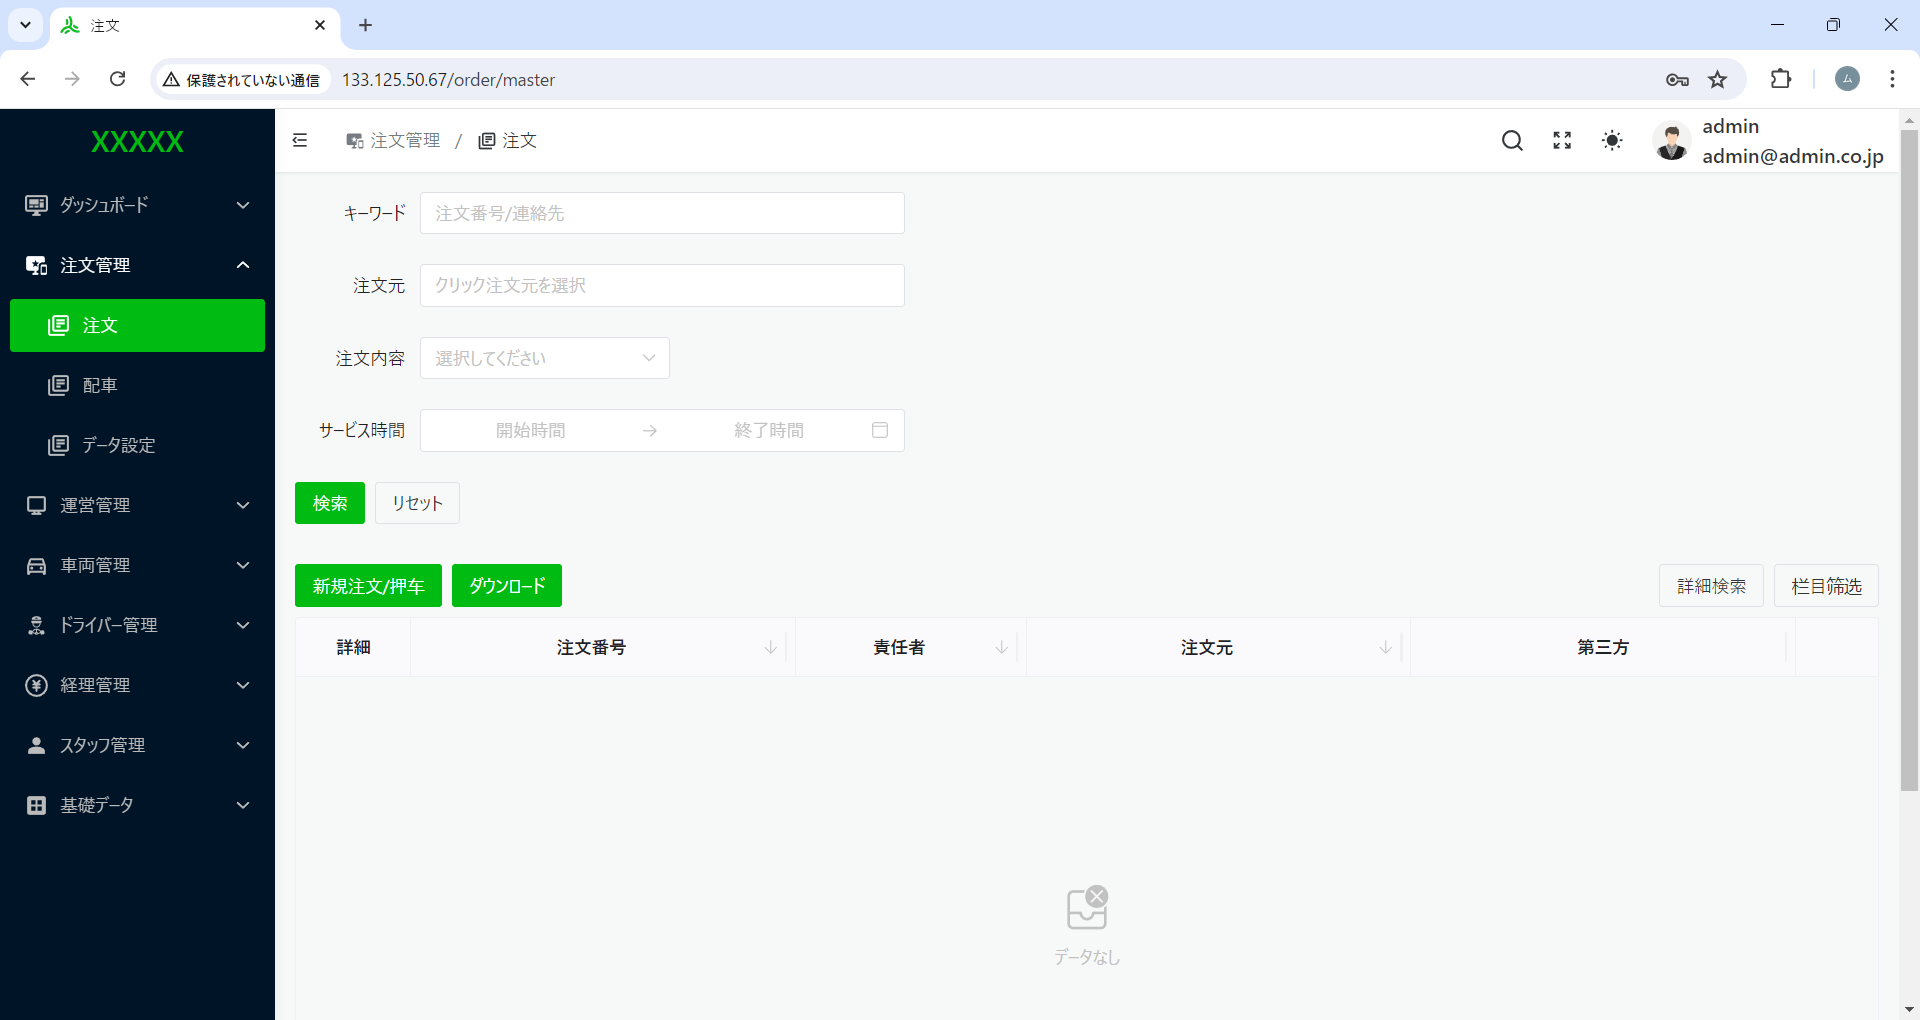 注文
保護されていない通信
133.125.50.67/order/master
ム
XXXXX
ダッシュボード
注文管理
注文
配車
データ設定
運営管理
車両管理
ドライバー管理
経理管理
スタッフ管理
基礎データ
注文管理 / 注文
admin
admin@admin.co.jp
キーワード
注文番号/連絡先
注文元
クリック注文元を選択
注文内容
選択してください
サービス時間
開始時間 → 終了時間
検索 リセット
新規注文/押车 ダウンロード 詳細検索 栏目筛选
詳細 注文番号 責任者 注文元 第三方
データなし